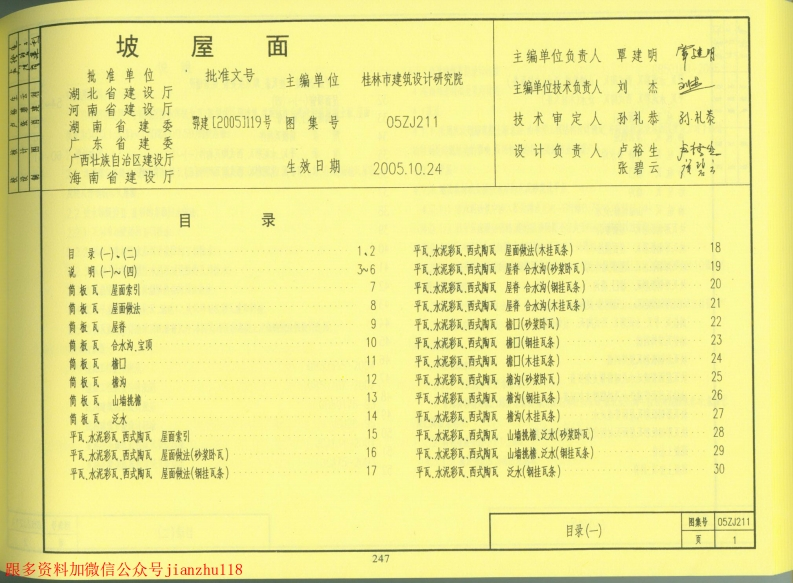 坡屋面
批准单位 批准文号
湖北省建设厅
河南省建设厅
湖南省建委
广东省建委
广西壮族自治区建设厅
海南省建设厅
鄂建[2005]119号
主编单位 桂林市建筑设计研究院
图集号 05ZJ211
生效日期 2005.10.24
主编单位负责人 覃建明
主编单位技术负责人 刘杰
技术审定人 孙礼恭 孙礼恭
设计负责人 卢裕生
张碧云
目录
目录(一)、(二) 1、2
说明(一)~(四) 3~6
筒板瓦 屋面索引 7
筒板瓦 屋面做法 8
筒板瓦 屋脊 9
筒板瓦 合水沟、宝顶 10
筒板瓦 檐口 11
筒板瓦 檐沟 12
筒板瓦 山墙挑檐 13
筒板瓦 泛水 14
平瓦、水泥彩瓦、西式陶瓦 屋面索引 15
平瓦、水泥彩瓦、西式陶瓦 屋面做法(砂浆卧瓦) 16
平瓦、水泥彩瓦、西式陶瓦 屋面做法(钢挂瓦条) 17
平瓦、水泥彩瓦、西式陶瓦 屋面做法(木挂瓦条) 18
平瓦、水泥彩瓦、西式陶瓦 屋脊 合水沟(砂浆卧瓦) 19
平瓦、水泥彩瓦、西式陶瓦 屋脊 合水沟(钢挂瓦条) 20
平瓦、水泥彩瓦、西式陶瓦 屋脊 合水沟(木挂瓦条) 21
平瓦、水泥彩瓦、西式陶瓦 檐口(砂浆卧瓦) 22
平瓦、水泥彩瓦、西式陶瓦 檐口(钢挂瓦条) 23
平瓦、水泥彩瓦、西式陶瓦 檐口(木挂瓦条) 24
平瓦、水泥彩瓦、西式陶瓦 檐沟(砂浆卧瓦) 25
平瓦、水泥彩瓦、西式陶瓦 檐沟(钢挂瓦条) 26
平瓦、水泥彩瓦、西式陶瓦 檐沟(木挂瓦条) 27
平瓦、水泥彩瓦、西式陶瓦 山墙挑檐、泛水(砂浆卧瓦) 28
平瓦、水泥彩瓦、西式陶瓦 山墙挑檐、泛水(钢挂瓦条) 29
平瓦、水泥彩瓦、西式陶瓦 泛水(钢挂瓦条) 30
目录(一)
图集号 05ZJ211
页 1
247
跟多资料加微信公众号jianzhu118